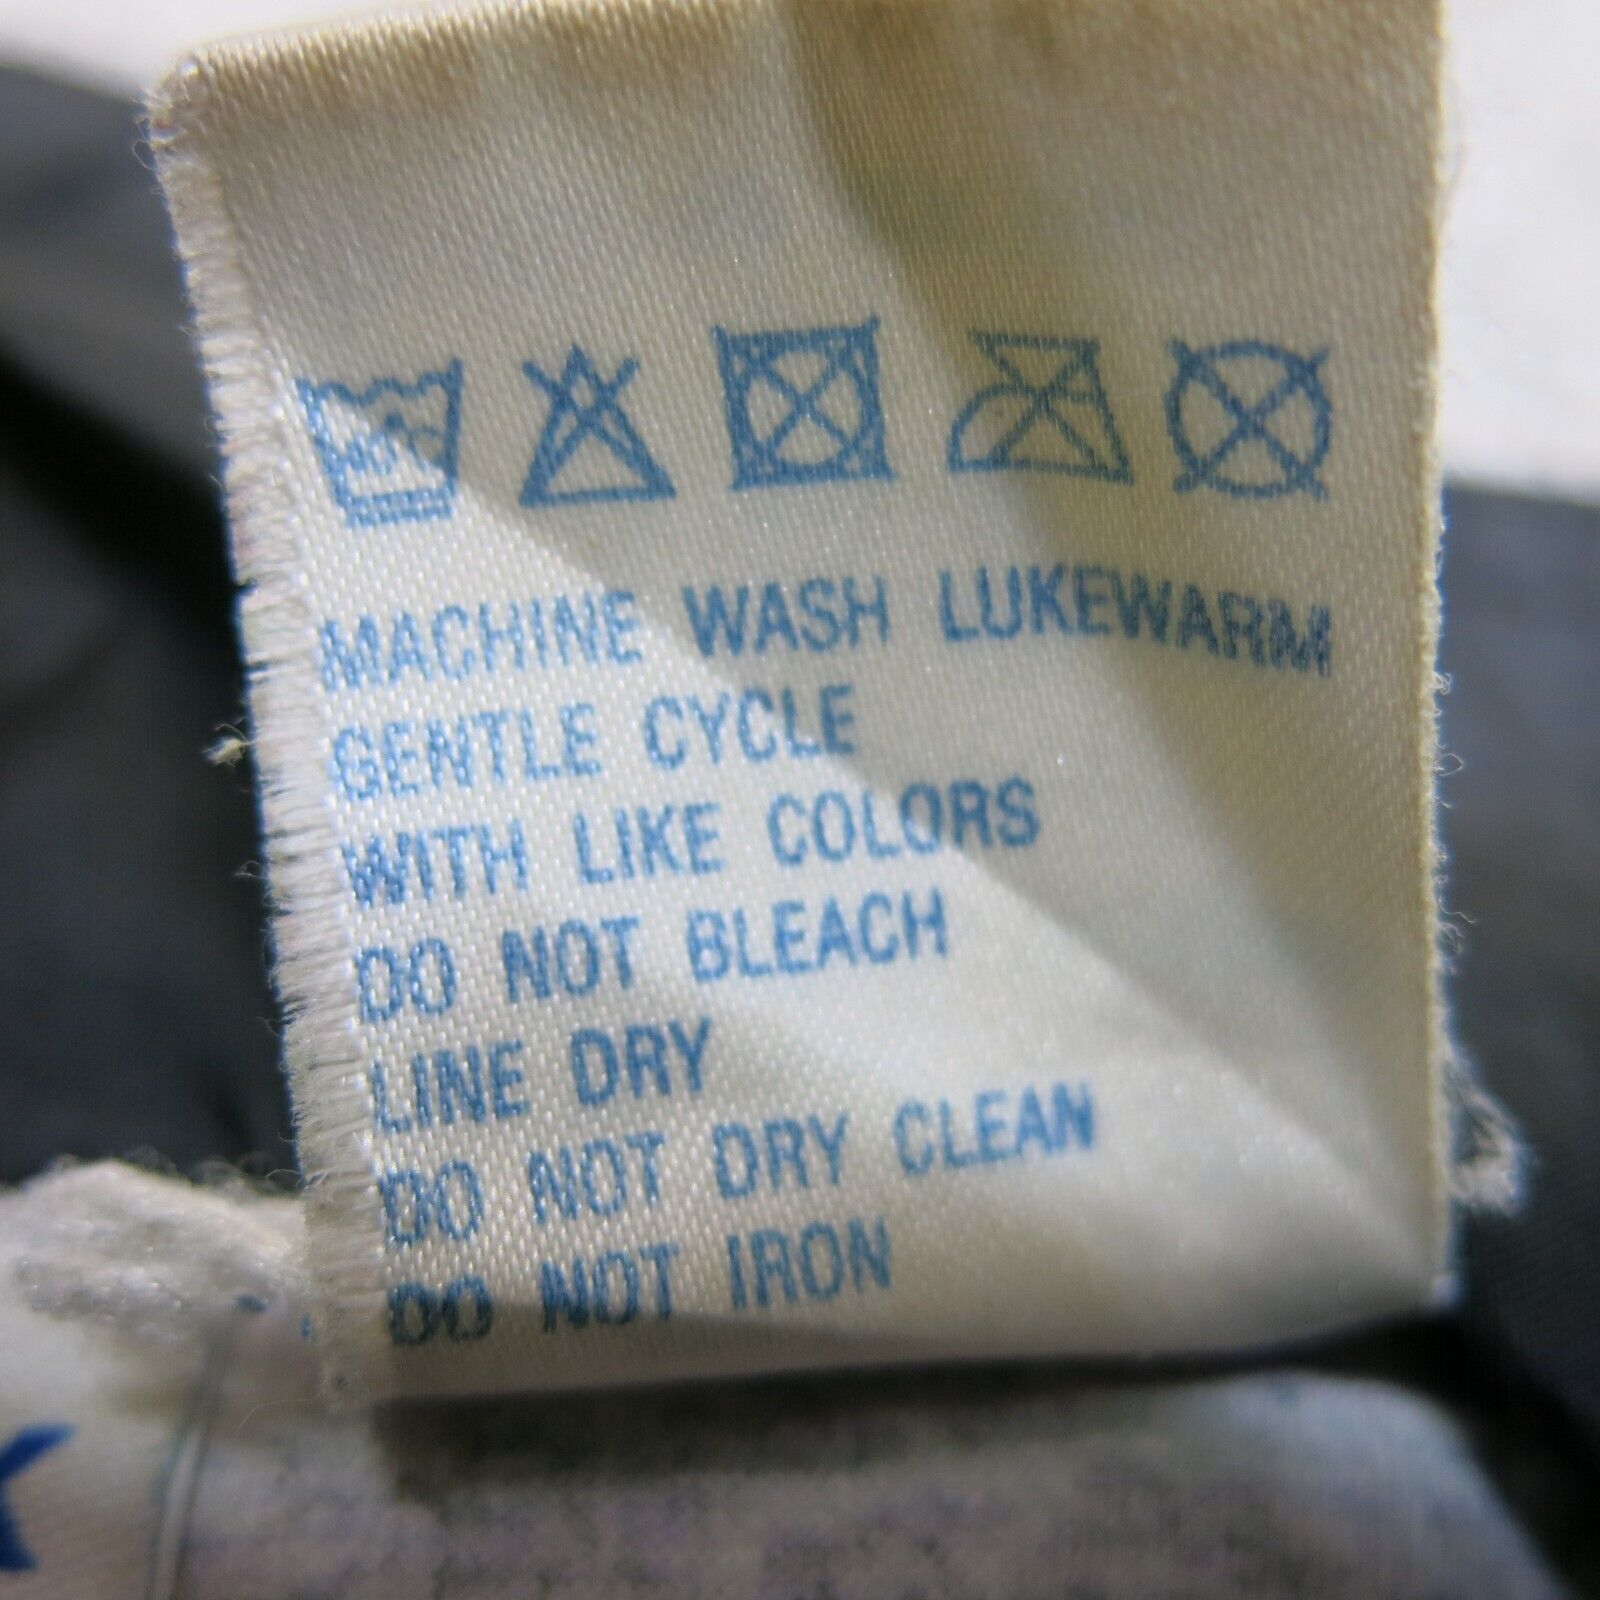 MACHINE WASH LUKEWARM
GENTLE CYCLE
WITH LIKE COLORS
DO NOT BLEACH
LINE DRY
DO NOT DRY CLEAN
DO NOT IRON